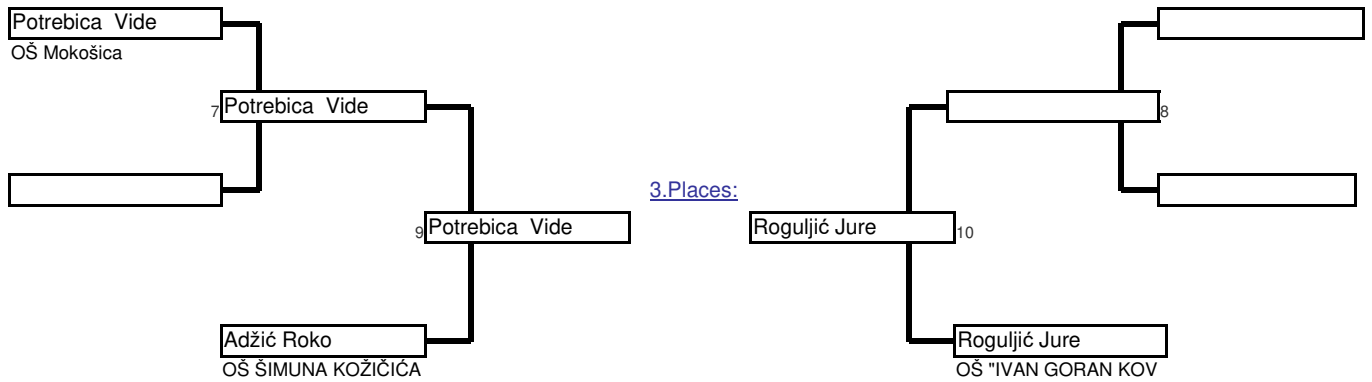 Potrebica Vide
OŠ Mokošica
7 Potrebica Vide
8
3.Places:
9 Potrebica Vide
Roguljić Jure 10
Adžić Roko
OŠ ŠIMUNA KOŽIČIĆA
Roguljić Jure
OŠ "IVAN GORAN KOV